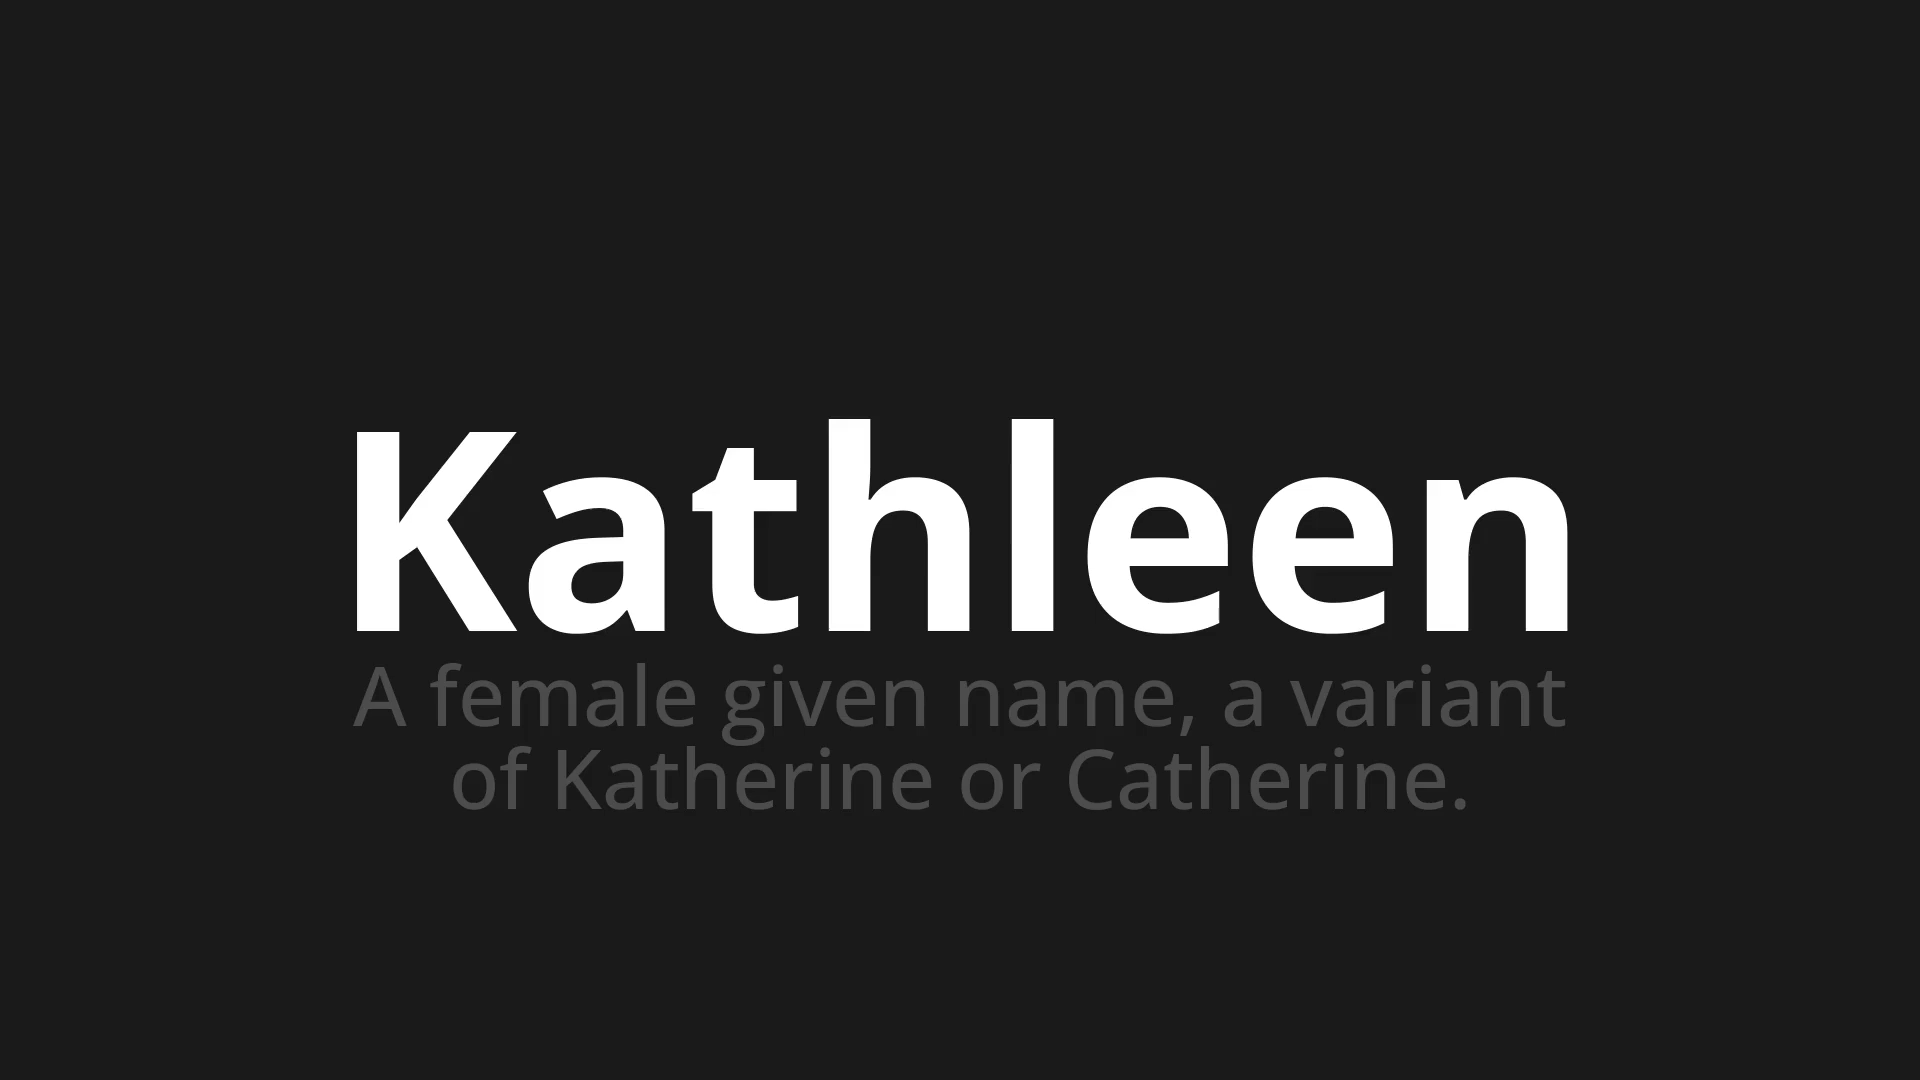 Kathleen
A female given name, a variant
of Katherine or Catherine.